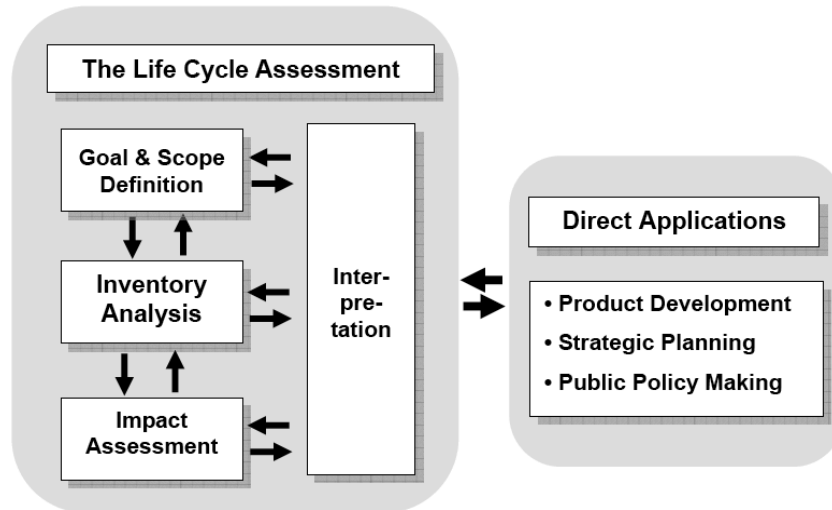 The Life Cycle Assessment
Goal & Scope
Definition
Inventory
Analysis
Impact
Assessment
Inter-
pre-
tation
Direct Applications
• Product Development
• Strategic Planning
• Public Policy Making